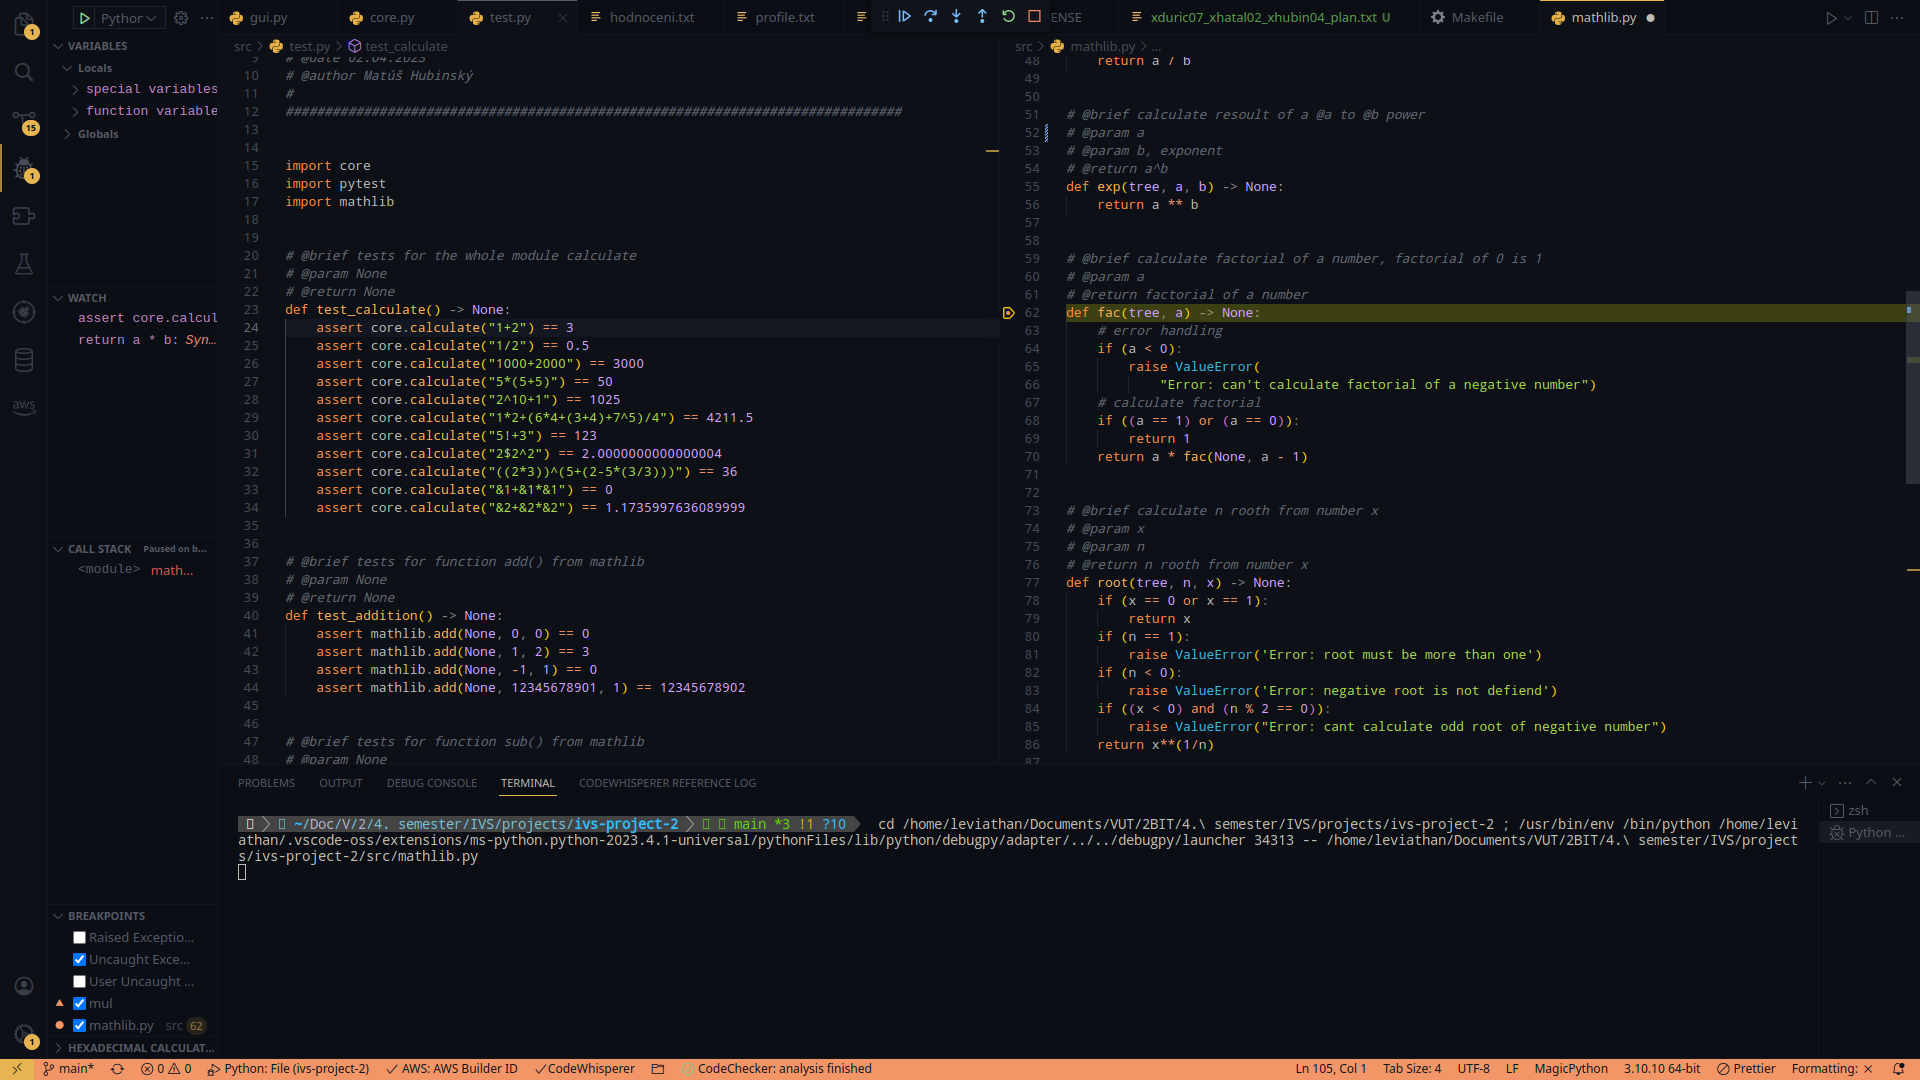 Python
gui.py
core.py
test.py
hodnoceni.txt
profile.txt
ENSE
xduric07_xhatal02_xhubin04_plan.txt U
Makefile
mathlib.py
VARIABLES
Locals
special variables
function variable
Globals
WATCH
assert core.calcul
return a * b: Syn...
CALL STACK Paused on b...
<module> math...
BREAKPOINTS
Raised Exceptio...
Uncaught Exce...
User Uncaught ...
mul
mathlib.py src 62
HEXADECIMAL CALCULAT...
1
15
1
1
aws
src > test.py > test_calculate
9 # @date 02.04.2023
10 # @author Matúš Hubinský
11 #
12 ###############################################################################
13
14
15 import core
16 import pytest
17 import mathlib
18
19
20 # @brief tests for the whole module calculate
21 # @param None
22 # @return None
23 def test_calculate() -> None:
24 assert core.calculate("1+2") == 3
25 assert core.calculate("1/2") == 0.5
26 assert core.calculate("1000+2000") == 3000
27 assert core.calculate("5*(5+5)") == 50
28 assert core.calculate("2^10+1") == 1025
29 assert core.calculate("1*2+(6*4+(3+4)+7^5)/4") == 4211.5
30 assert core.calculate("5!+3") == 123
31 assert core.calculate("2$2^2") == 2.0000000000000004
32 assert core.calculate("((2*3))^(5+(2-5*(3/3)))") == 36
33 assert core.calculate("&1+&1*&1") == 0
34 assert core.calculate("&2+&2*&2") == 1.1735997636089999
35
36
37 # @brief tests for function add() from mathlib
38 # @param None
39 # @return None
40 def test_addition() -> None:
41 assert mathlib.add(None, 0, 0) == 0
42 assert mathlib.add(None, 1, 2) == 3
43 assert mathlib.add(None, -1, 1) == 0
44 assert mathlib.add(None, 12345678901, 1) == 12345678902
45
46
47 # @brief tests for function sub() from mathlib
48 # @param None
src > mathlib.py > ...
48 return a / b
49
50
51 # @brief calculate resoult of a @a to @b power
52 # @param a
53 # @param b, exponent
54 # @return a^b
55 def exp(tree, a, b) -> None:
56 return a ** b
57
58
59 # @brief calculate factorial of a number, factorial of 0 is 1
60 # @param a
61 # @return factorial of a number
62 def fac(tree, a) -> None:
63 # error handling
64 if (a < 0):
65 raise ValueError(
66 "Error: can't calculate factorial of a negative number")
67 # calculate factorial
68 if ((a == 1) or (a == 0)):
69 return 1
70 return a * fac(None, a - 1)
71
72
73 # @brief calculate n rooth from number x
74 # @param x
75 # @param n
76 # @return n rooth from number x
77 def root(tree, n, x) -> None:
78 if (x == 0 or x == 1):
79 return x
80 if (n == 1):
81 raise ValueError('Error: root must be more than one')
82 if (n < 0):
83 raise ValueError('Error: negative root is not defiend')
84 if ((x < 0) and (n % 2 == 0)):
85 raise ValueError("Error: cant calculate odd root of negative number")
86 return x**(1/n)
87
PROBLEMS OUTPUT DEBUG CONSOLE TERMINAL CODEWHISPERER REFERENCE LOG
~/Doc/V/2/4. semester/IVS/projects/ivs-project-2 main *3 !1 ?10 cd /home/leviathan/Documents/VUT/2BIT/4.\ semester/IVS/projects/ivs-project-2 ; /usr/bin/env /bin/python /home/levi
athan/.vscode-oss/extensions/ms-python.python-2023.4.1-universal/pythonFiles/lib/python/debugpy/adapter/../../debugpy/launcher 34313 -- /home/leviathan/Documents/VUT/2BIT/4.\ semester/IVS/project
s/ivs-project-2/src/mathlib.py
zsh
Python ...
main* 0 0 Python: File (ivs-project-2) AWS: AWS Builder ID CodeWhisperer CodeChecker: analysis finished Ln 105, Col 1 Tab Size: 4 UTF-8 LF MagicPython 3.10.10 64-bit Prettier Formatting: ×